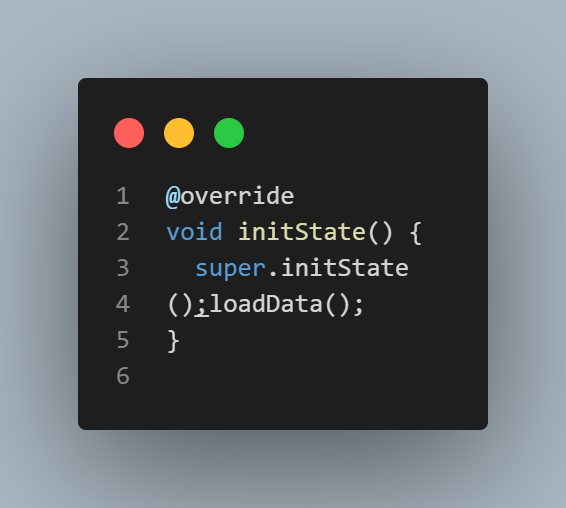 1 @override
2 void initState() {
3   super.initState
4 ();loadData();
5 }
6